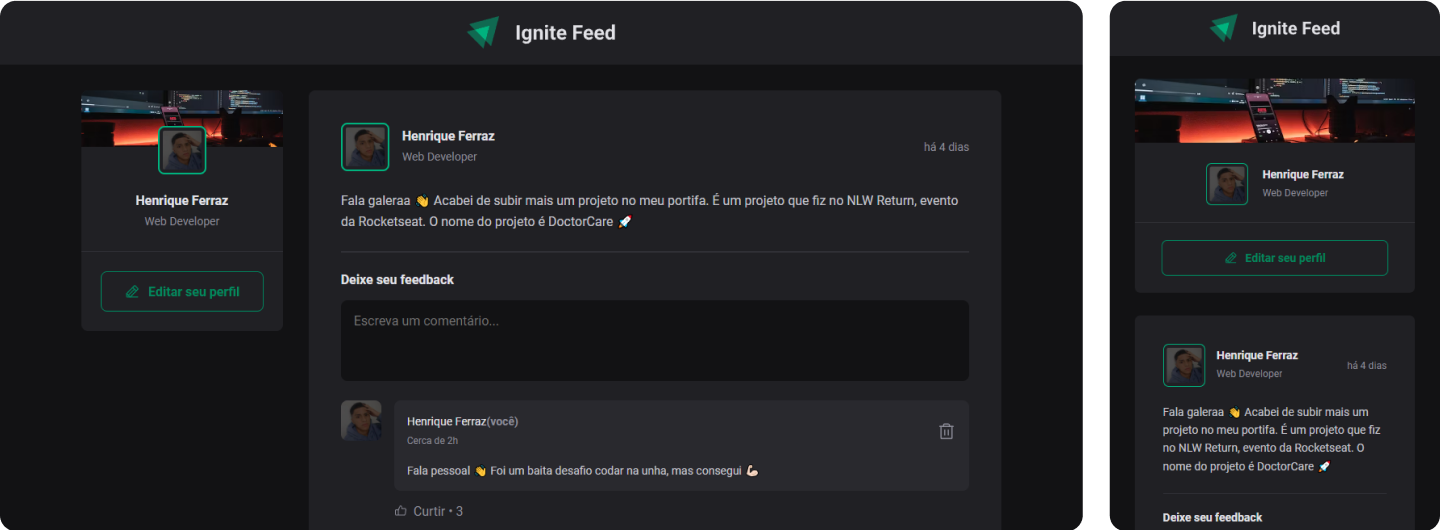 Ignite Feed
Henrique Ferraz
Web Developer
Editar seu perfil
Henrique Ferraz
Web Developer
há 4 dias
Fala galeraa 👋 Acabei de subir mais um projeto no meu portifa. É um projeto que fiz no NLW Return, evento
da Rocketseat. O nome do projeto é DoctorCare 🚀
Deixe seu feedback
Escreva um comentário...
Henrique Ferraz(você)
Cerca de 2h
Fala pessoal 👋 Foi um baita desafio codar na unha, mas consegui 💪🏻
Curtir • 3
Ignite Feed
Henrique Ferraz
Web Developer
Editar seu perfil
Henrique Ferraz
Web Developer
há 4 dias
Fala galeraa 👋 Acabei de subir mais um
projeto no meu portifa. É um projeto que fiz
no NLW Return, evento da Rocketseat. O
nome do projeto é DoctorCare 🚀
Deixe seu feedback